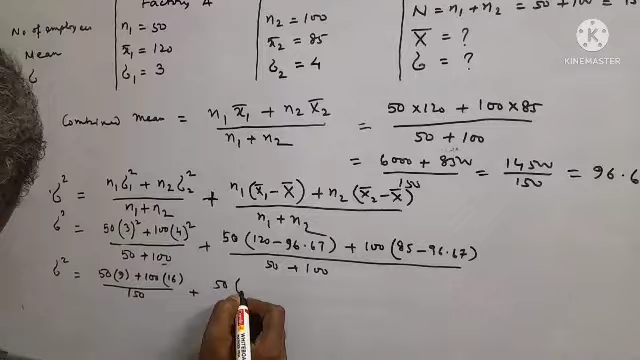 Factory A
No of employees n₁ = 50 n₂ = 100 N = n₁ + n₂ = 50 + 100 = 15
Mean x̄₁ = 120 x̄₂ = 85 X̄ = ?
σ σ₁ = 3 σ₂ = 4 σ = ?
KINEMASTER
Combined mean = (n₁ x̄₁ + n₂ x̄₂) / (n₁ + n₂) = (50 × 120 + 100 × 85) / (50 + 100)
= (6000 + 8500) / 150 = 14500 / 150 = 96.6
σ² = (n₁σ₁² + n₂σ₂²) / (n₁ + n₂) + (n₁(x̄₁ - X̄) + n₂(x̄₂ - X̄)) / (n₁ + n₂)
σ² = (50(3)² + 100(4)²) / (50 + 100) + (50(120 - 96.67) + 100(85 - 96.67)) / (50 + 100)
σ² = (50(9) + 100(16)) / 150 + 50(